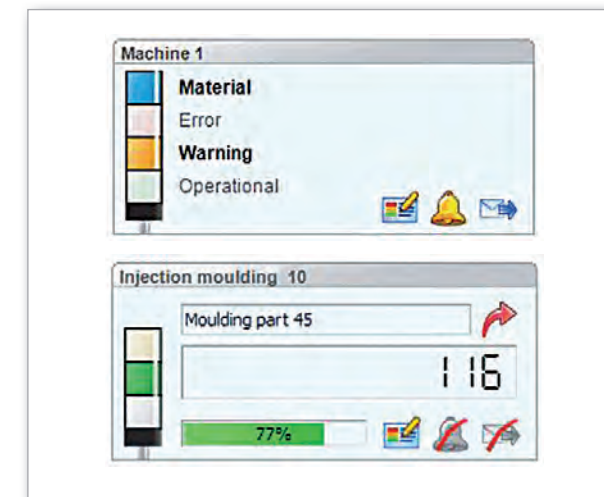 Machine 1
Material
Error
Warning
Operational
Injection moulding 10
Moulding part 45
116
77%